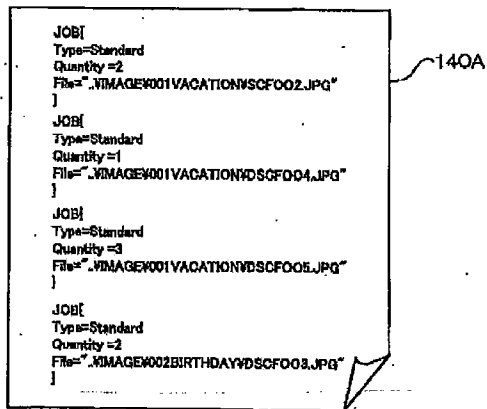 JOB[
Type=Standard
Quantity =2
File="..¥IMAGE¥001VACATION¥SCF002.JPG"
]
JOB[
Type=Standard
Quantity =1
File="..¥IMAGE¥001VACATION¥DSCF004.JPG"
]
JOB[
Type=Standard
Quantity =3
File="..¥IMAGE¥001VACATION¥DSCF005.JPG"
]
JOB[
Type=Standard
Quantity =2
File="..¥IMAGE¥002BIRTHDAY¥DSCF003.JPG"
]
140A